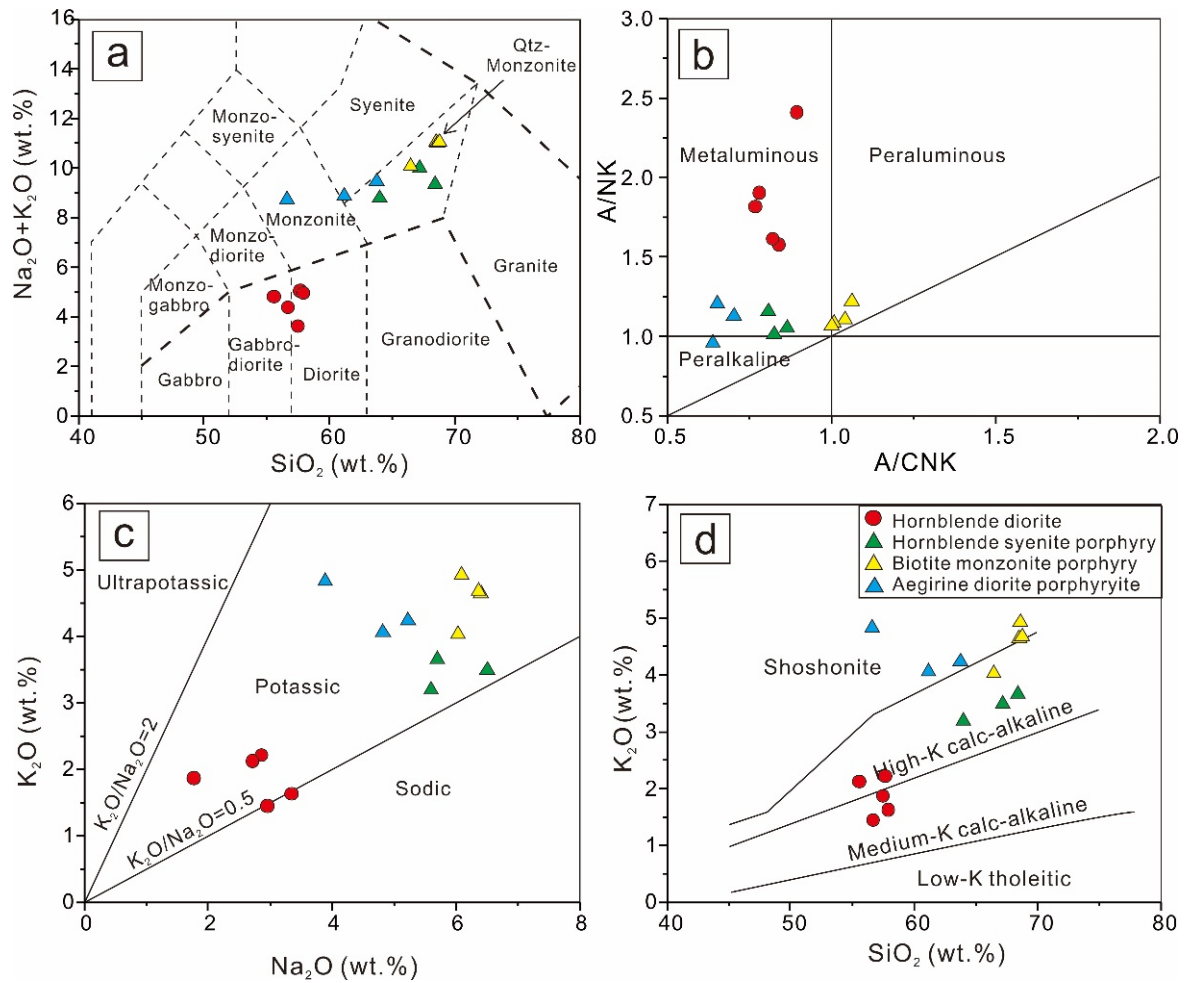 a
16
14
12
10
8
6
4
2
0
Na₂O+K₂O (wt.%)
Qtz-
Monzonite
Syenite
Monzo-
syenite
Monzonite
Monzo-
diorite
Monzo-
gabbro
Granite
Gabbro
Gabbro-
diorite
Diorite
Granodiorite
40 50 60 70 80
SiO₂ (wt.%)
b
3.0
2.5
2.0
1.5
1.0
0.5
A/NK
Metaluminous
Peraluminous
Peralkaline
0.5 1.0 1.5 2.0
A/CNK
c
6
5
4
3
2
1
0
K₂O (wt.%)
Ultrapotassic
Potassic
Sodic
K₂O/Na₂O=2
K₂O/Na₂O=0.5
0 2 4 6 8
Na₂O (wt.%)
d
7
6
5
4
3
2
1
0
K₂O (wt.%)
Hornblende diorite
Hornblende syenite porphyry
Biotite monzonite porphyry
Aegirine diorite porphyryite
Shoshonite
High-K calc-alkaline
Medium-K calc-alkaline
Low-K tholeitic
40 50 60 70 80
SiO₂ (wt.%)